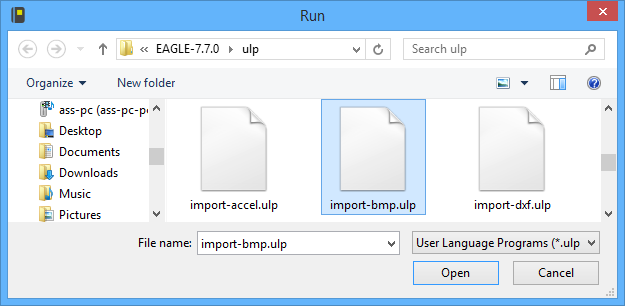 Run
« EAGLE-7.7.0 ulp
Search ulp
Organize New folder
ass-pc (ass-pc-pc
Desktop
Documents
Downloads
Music
Pictures
import-accel.ulp import-bmp.ulp import-dxf.ulp
File name: import-bmp.ulp User Language Programs (*.ulp
Open Cancel